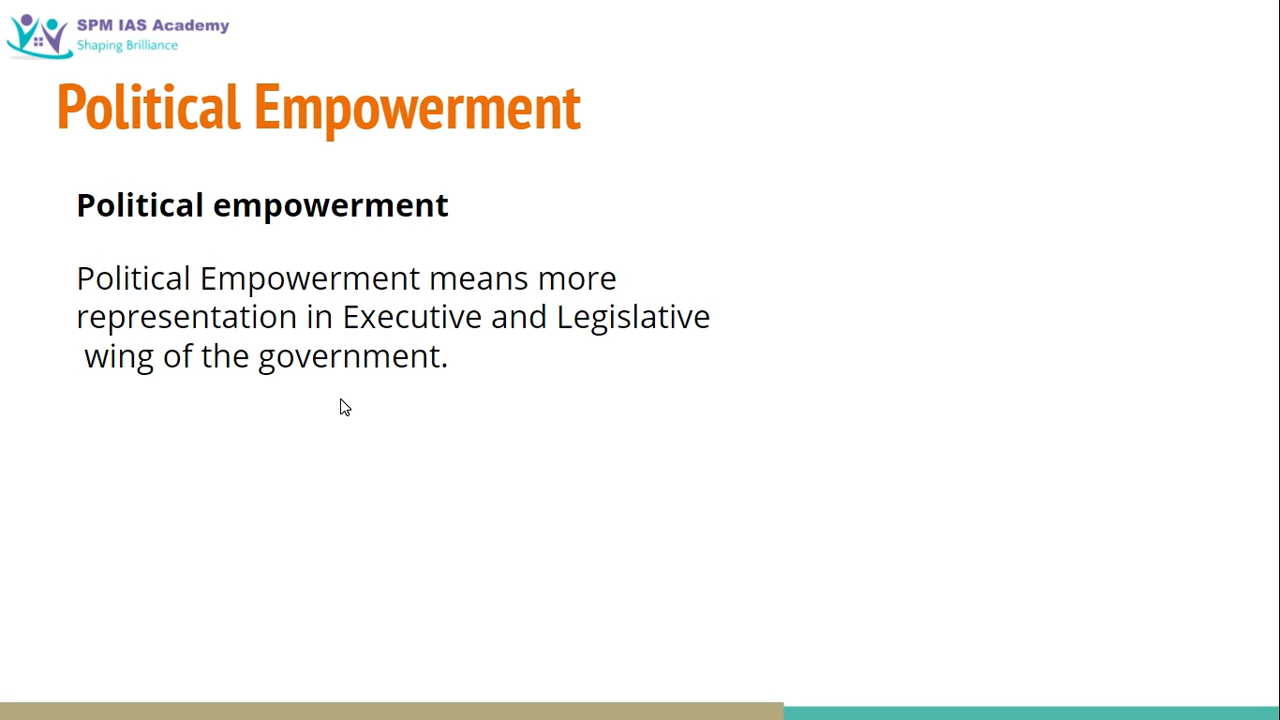 SPM IAS Academy
Shaping Brilliance
Political Empowerment
Political empowerment
Political Empowerment means more
representation in Executive and Legislative
wing of the government.